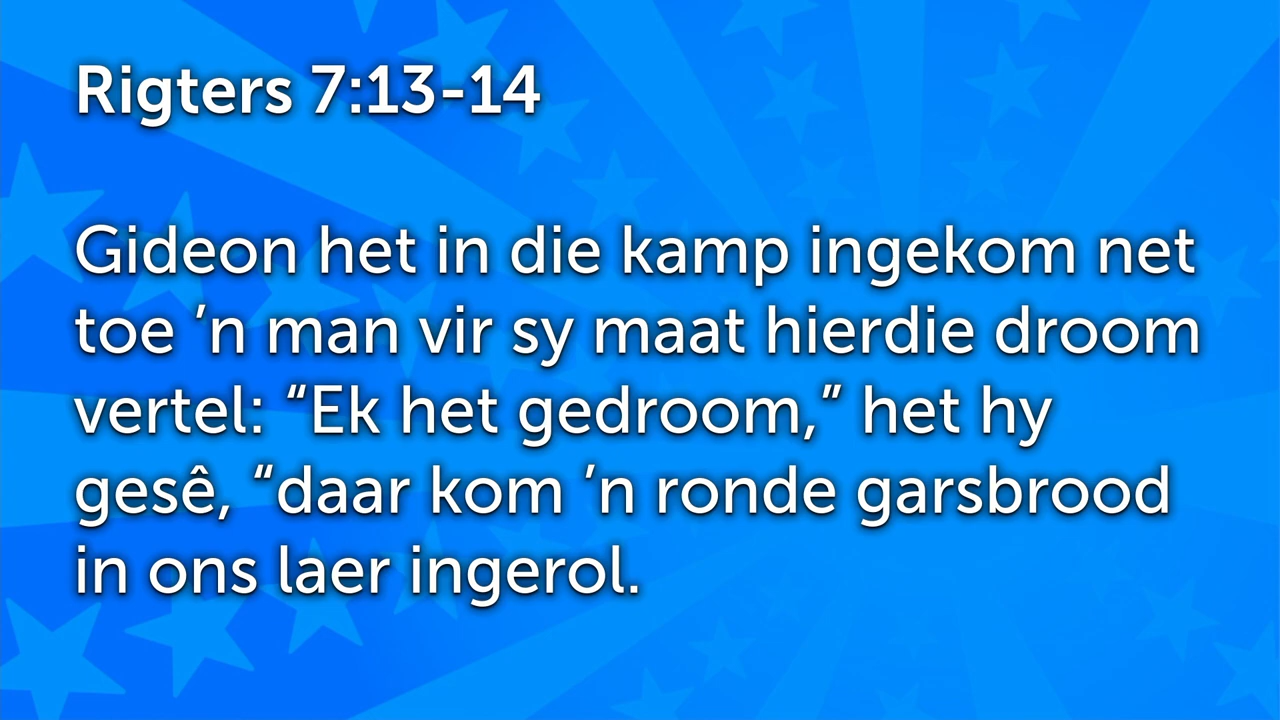 Rigters 7:13-14
Gideon het in die kamp ingekom net
toe ’n man vir sy maat hierdie droom
vertel: “Ek het gedroom,” het hy
gesê, “daar kom ’n ronde garsbrood
in ons laer ingerol.